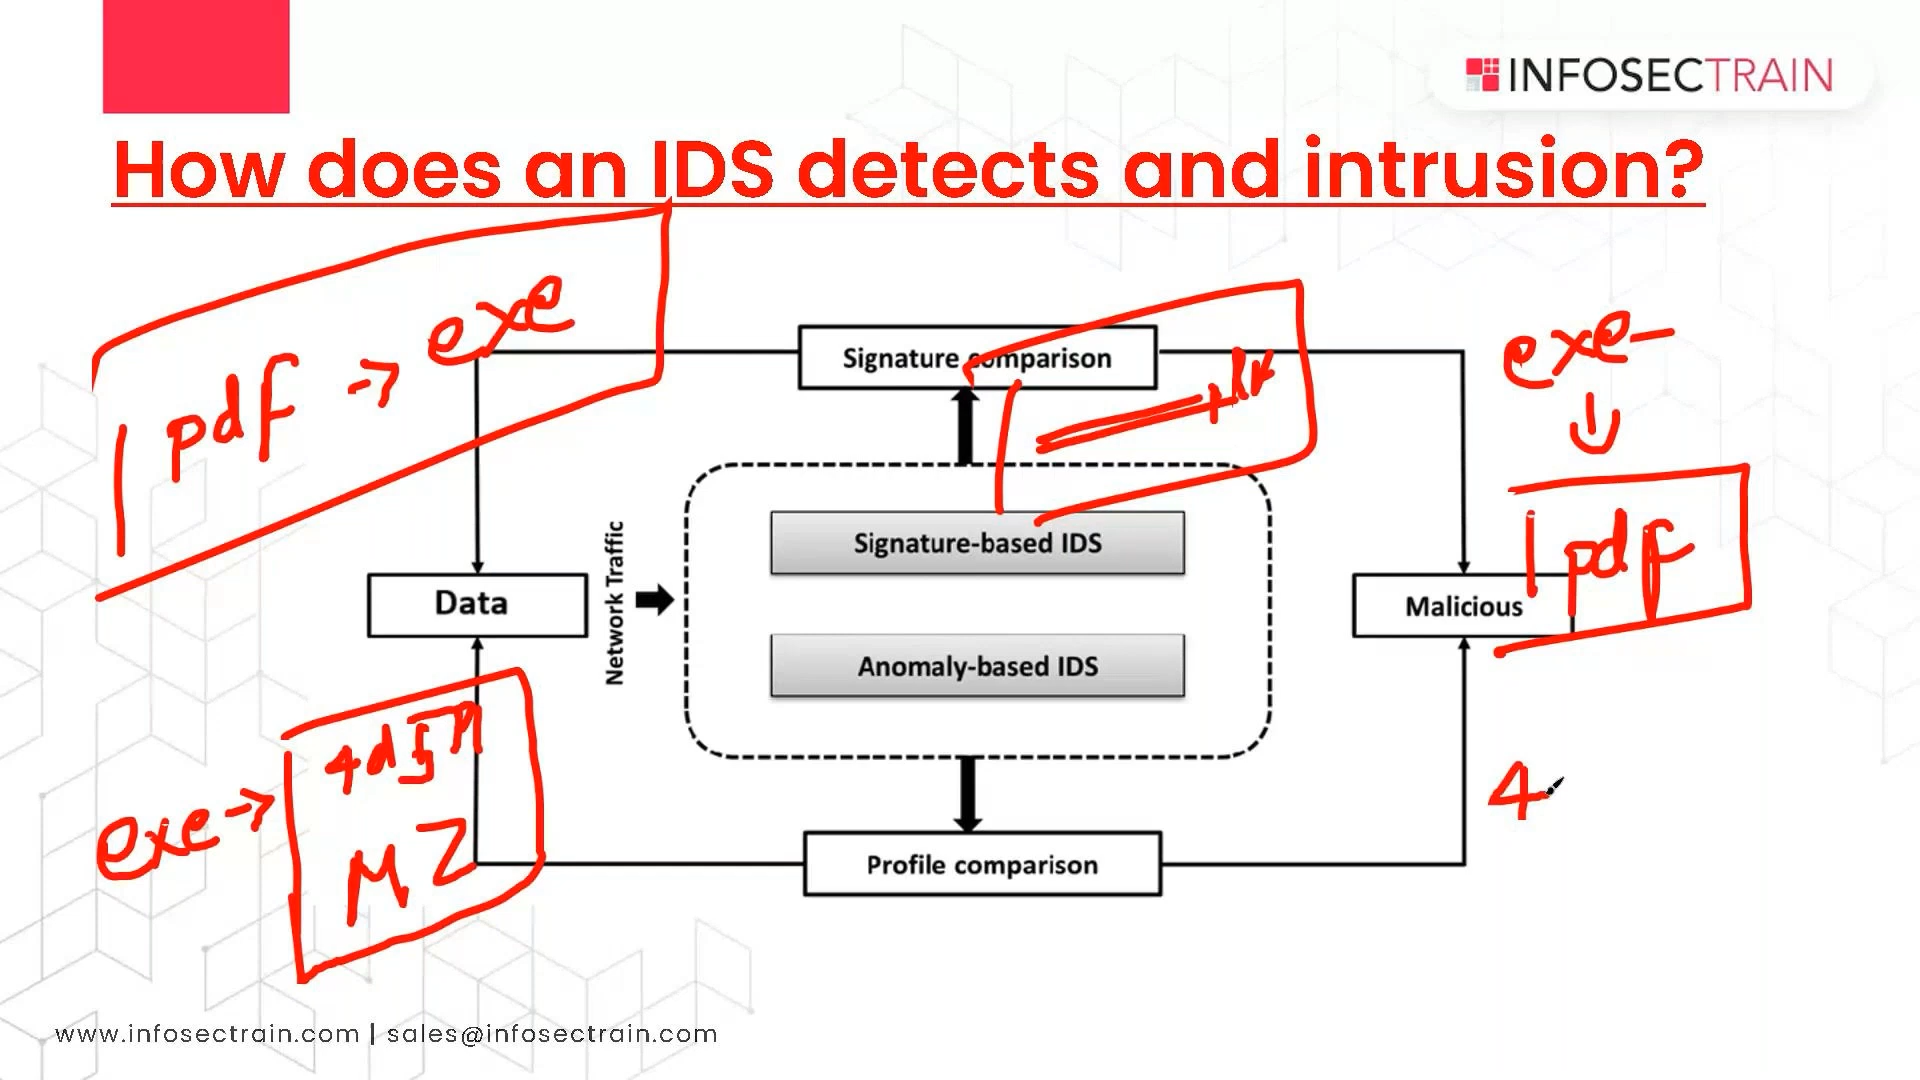 INFOSECTRAIN
How does an IDS detects and intrusion?
pdf → exe
Signature comparison
exe
pdf
Signature-based IDS
Network Traffic
Data
Malicious
Anomaly-based IDS
exe →
MZ
4
Profile comparison
www.infosectrain.com | sales@infosectrain.com